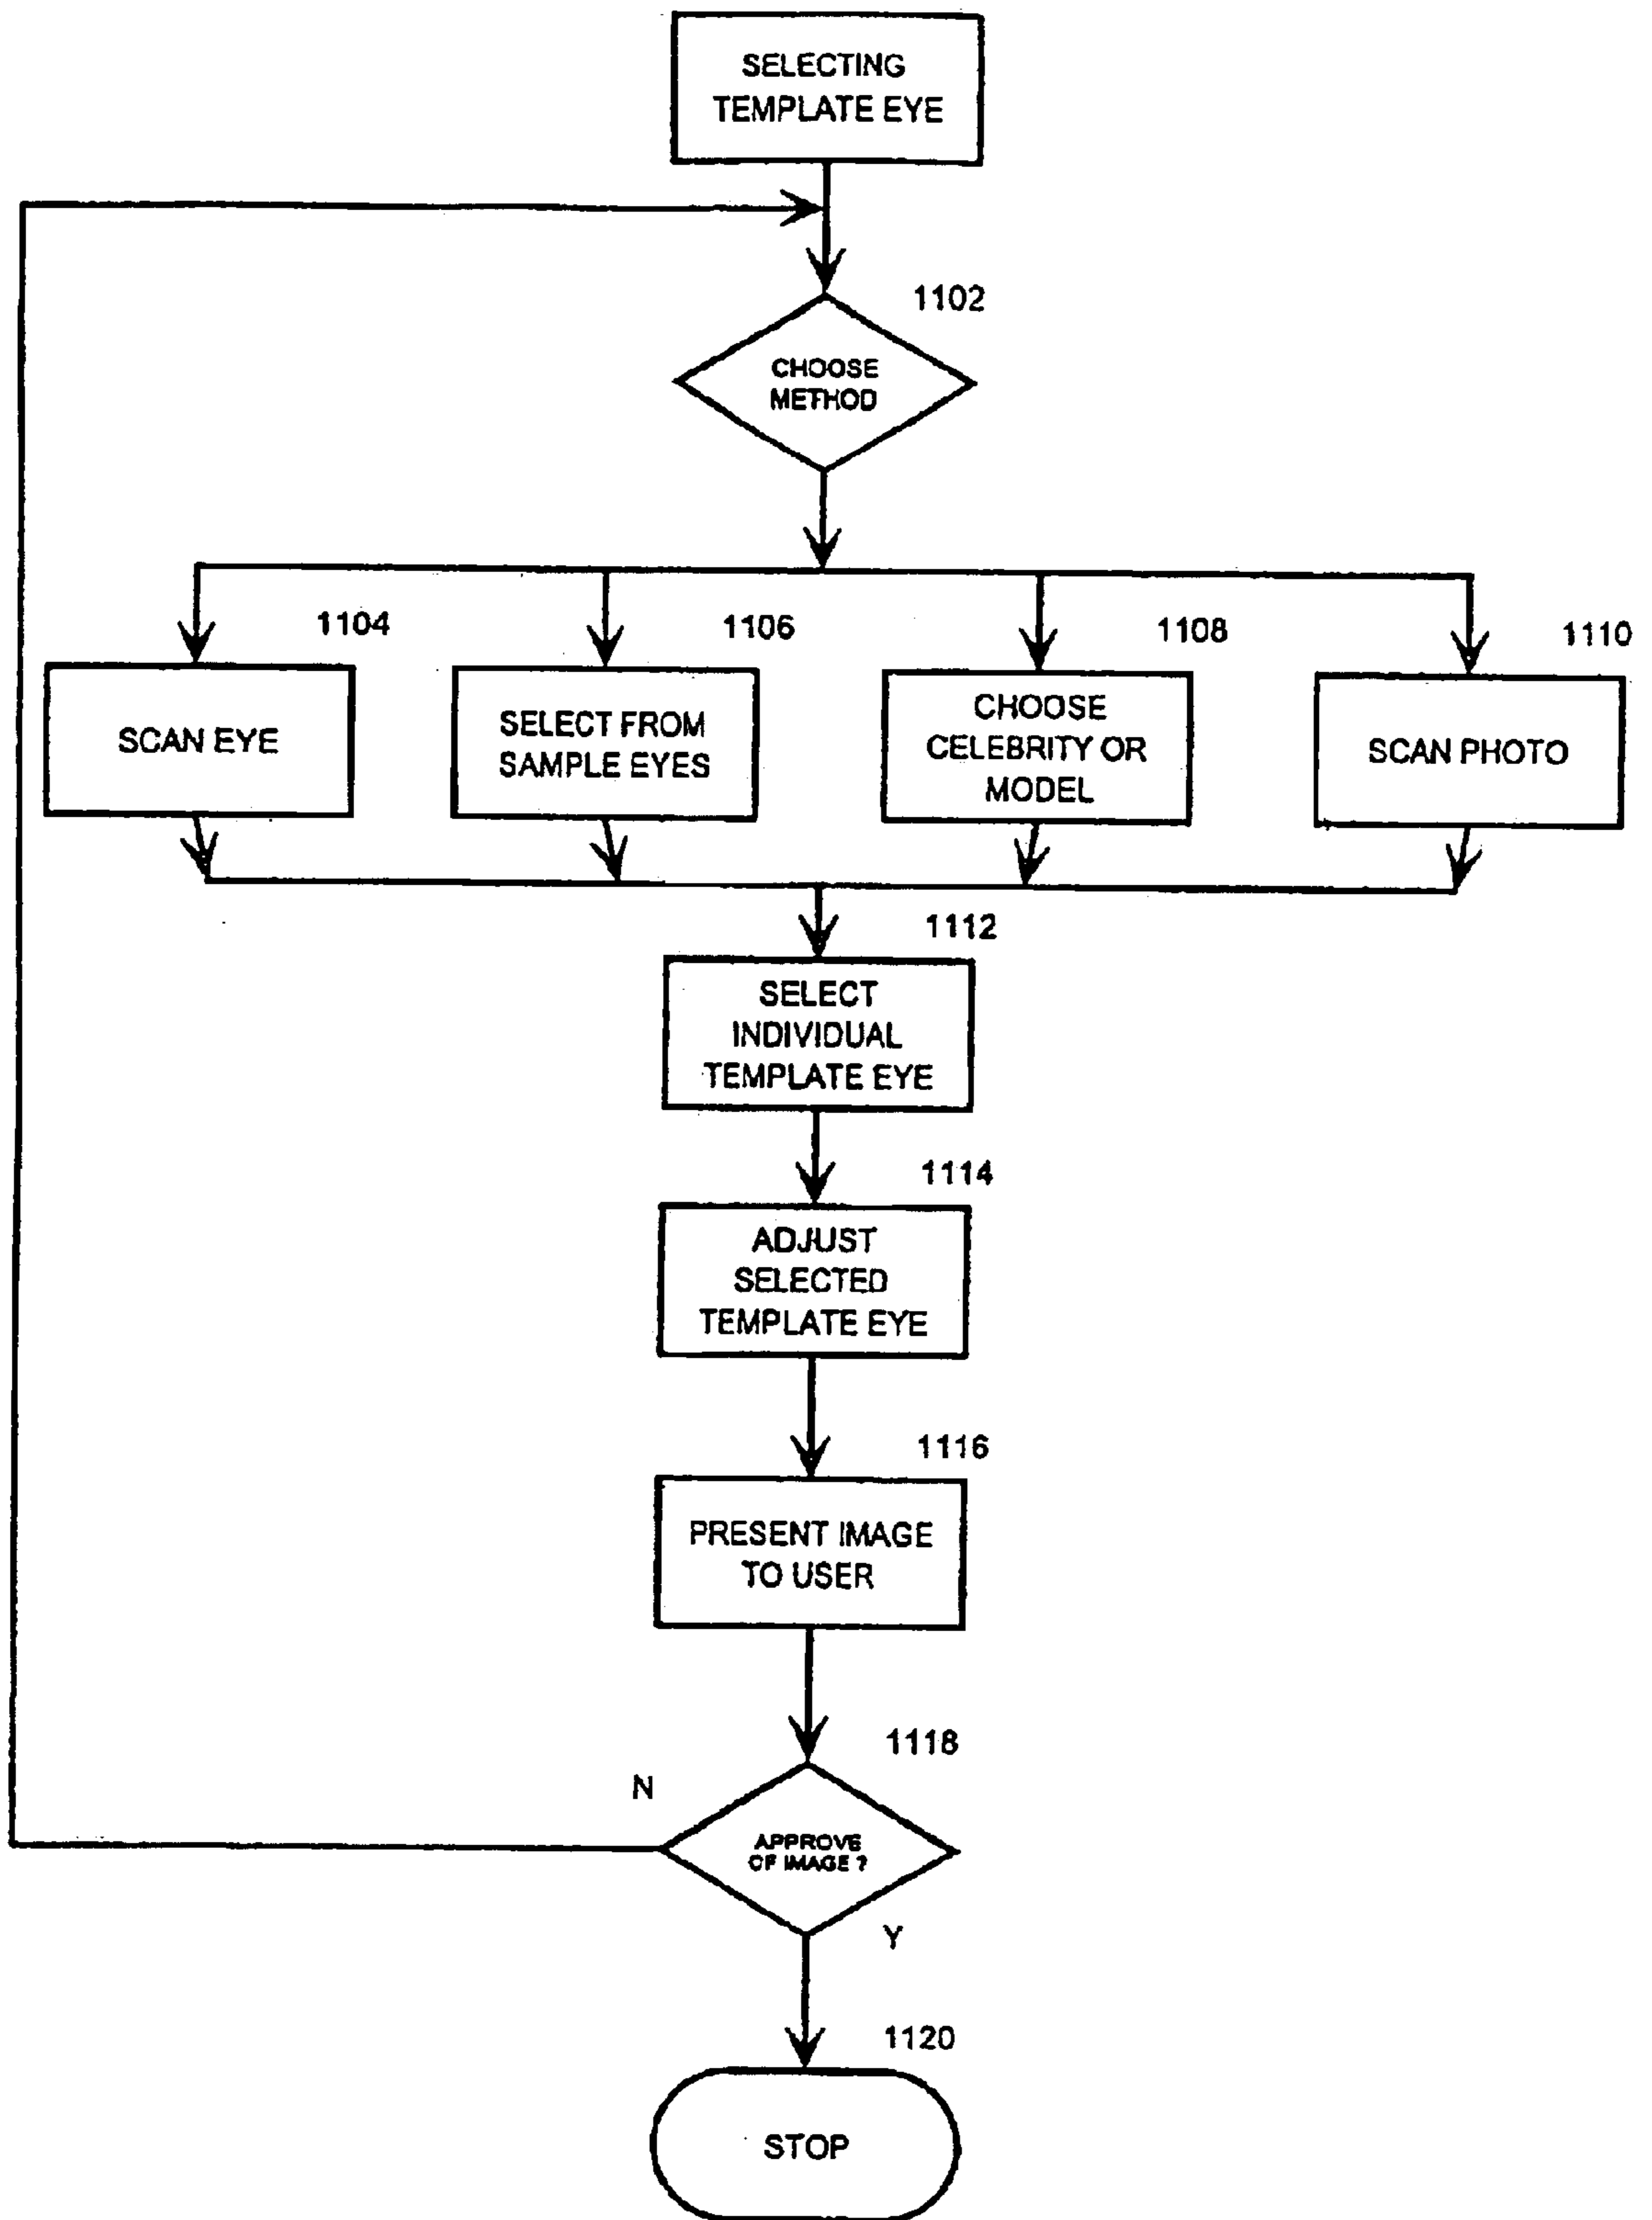 SELECTING
TEMPLATE EYE
1102
CHOOSE
METHOD
1104
1106
1108
1110
SCAN EYE
SELECT FROM
SAMPLE EYES
CHOOSE
CELEBRITY OR
MODEL
SCAN PHOTO
1112
SELECT
INDIVIDUAL
TEMPLATE EYE
1114
ADJUST
SELECTED
TEMPLATE EYE
1116
PRESENT IMAGE
TO USER
1118
N
APPROVE
OF IMAGE ?
Y
1120
STOP